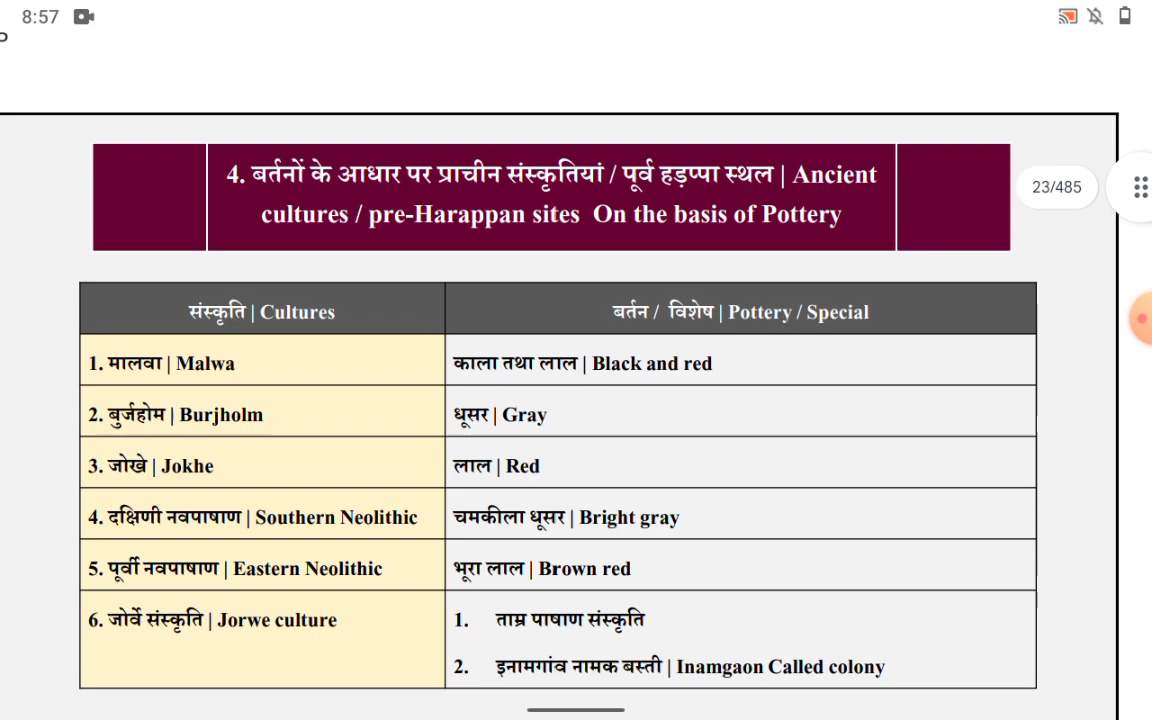 8:57
4. बर्तनों के आधार पर प्राचीन संस्कृतियां / पूर्व हड़प्पा स्थल | Ancient
cultures / pre-Harappan sites On the basis of Pottery
23/485
संस्कृति | Cultures
बर्तन / विशेष | Pottery / Special
1. मालवा | Malwa
काला तथा लाल | Black and red
2. बुर्जहोम | Burjholm
धूसर | Gray
3. जोखे | Jokhe
लाल | Red
4. दक्षिणी नवपाषाण | Southern Neolithic
चमकीला धूसर | Bright gray
5. पूर्वी नवपाषाण | Eastern Neolithic
भूरा लाल | Brown red
6. जोर्वे संस्कृति | Jorwe culture
1. ताम्र पाषाण संस्कृति
2. इनामगांव नामक बस्ती | Inamgaon Called colony